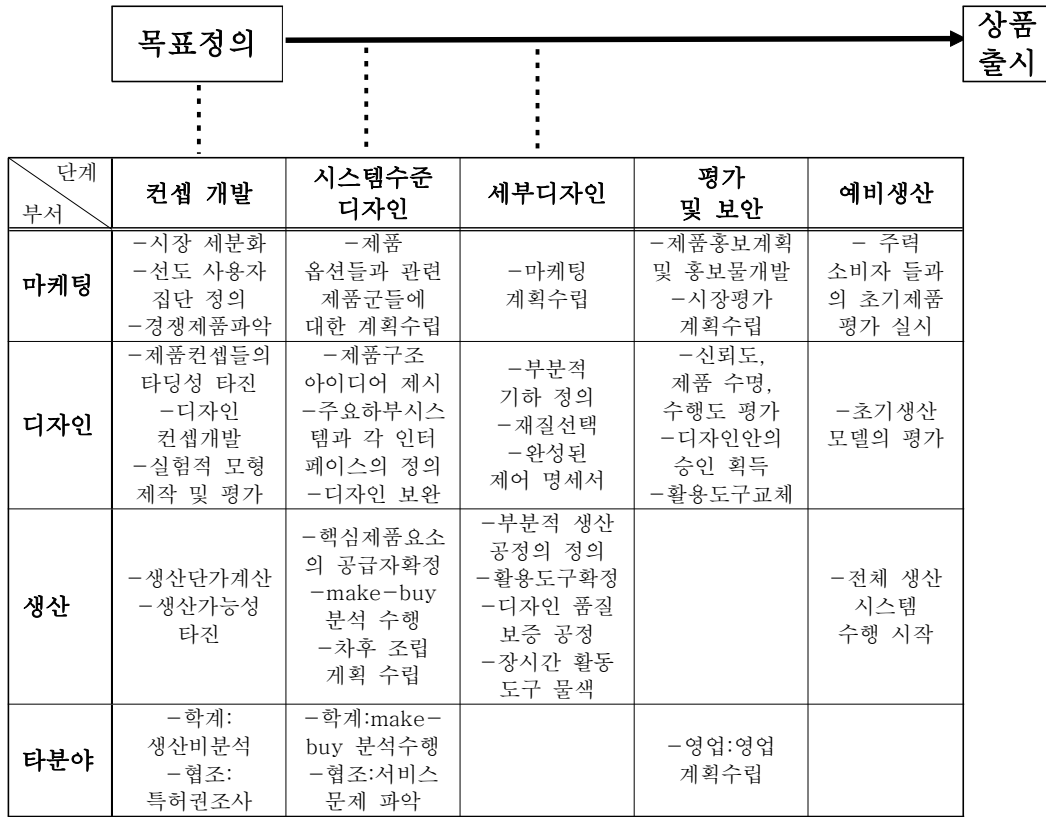 목표정의
상품
출시
단계
부서
컨셉 개발
시스템수준
디자인
세부디자인
평가
및 보안
예비생산
마케팅
-시장 세분화
-선도 사용자
집단 정의
-경쟁제품파악
-제품
옵션들과 관련
제품군들에
대한 계획수립
-마케팅
계획수립
-제품홍보계획
및 홍보물개발
-시장평가
계획수립
- 주력
소비자 들과
의 초기제품
평가 실시
디자인
-제품컨셉들의
타딩성 타진
-디자인
컨셉개발
-실험적 모형
제작 및 평가
-제품구조
아이디어 제시
-주요하부시스
템과 각 인터
페이스의 정의
-디자인 보완
-부분적
기하 정의
-재질선택
-완성된
제어 명세서
-신뢰도,
제품 수명,
수행도 평가
-디자인안의
승인 획득
-활용도구교체
-초기생산
모델의 평가
생산
-생산단가계산
-생산가능성
타진
-핵심제품요소
의 공급자확정
-make-buy
분석 수행
-차후 조립
게획 수립
-부분적 생산
공정의 정의
-활용도구확정
-디자인 품질
보증 공정
-장시간 활동
도구 물색
-전체 생산
시스템
수행 시작
타분야
-학계:
생산비분석
-협조:
특허권조사
-학계:make-
buy 분석수행
-협조:서비스
문제 파악
-영업:영업
계획수립